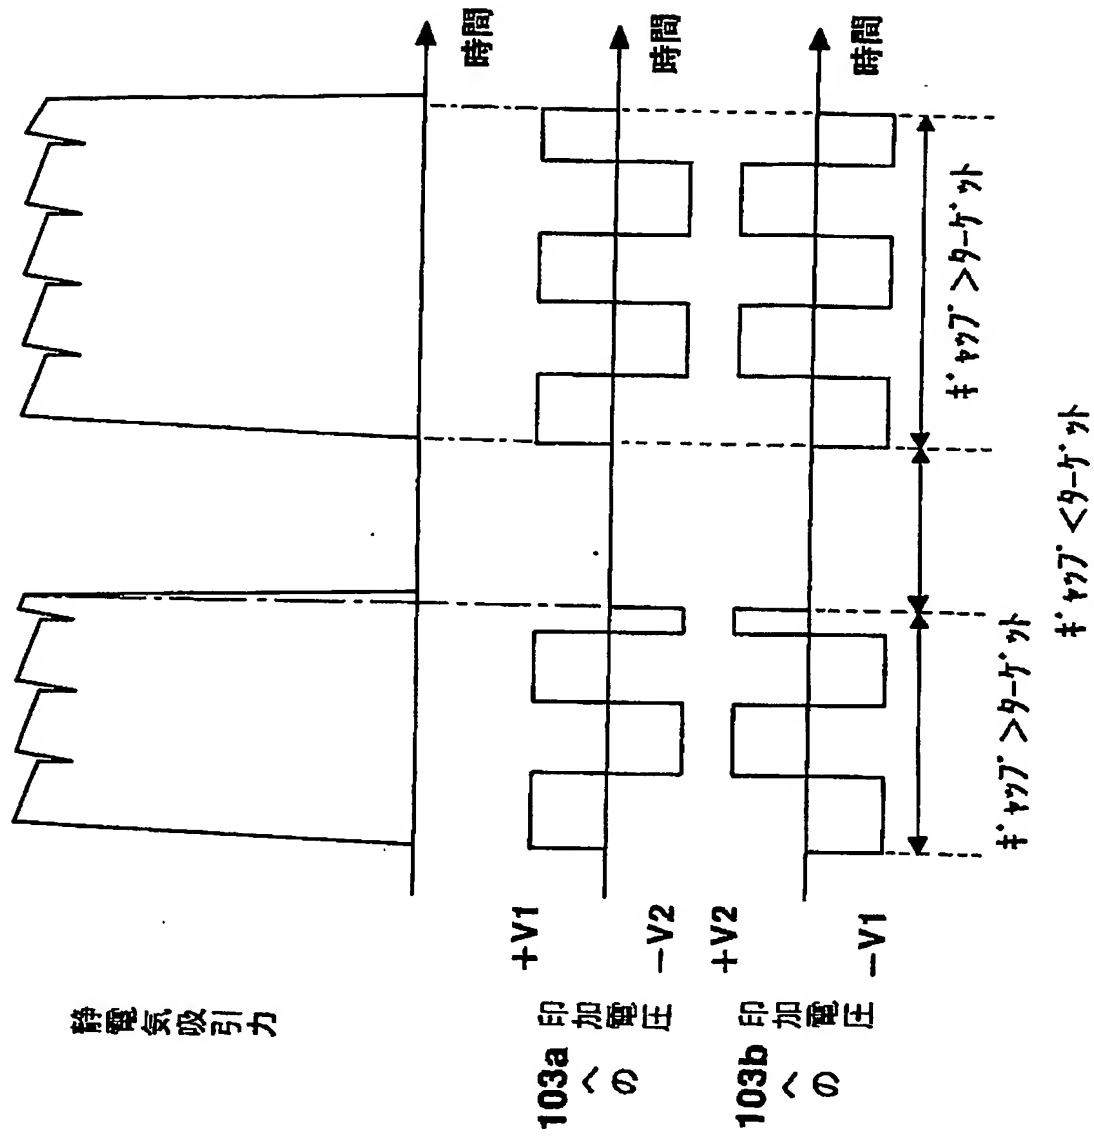 静電気吸引力
時間
103aへの
印加電圧
+V1
−V2
時間
103bへの
印加電圧
+V2
−V1
時間
ギャップ>ターゲット
ギャップ<ターゲット
ギャップ>ターゲット